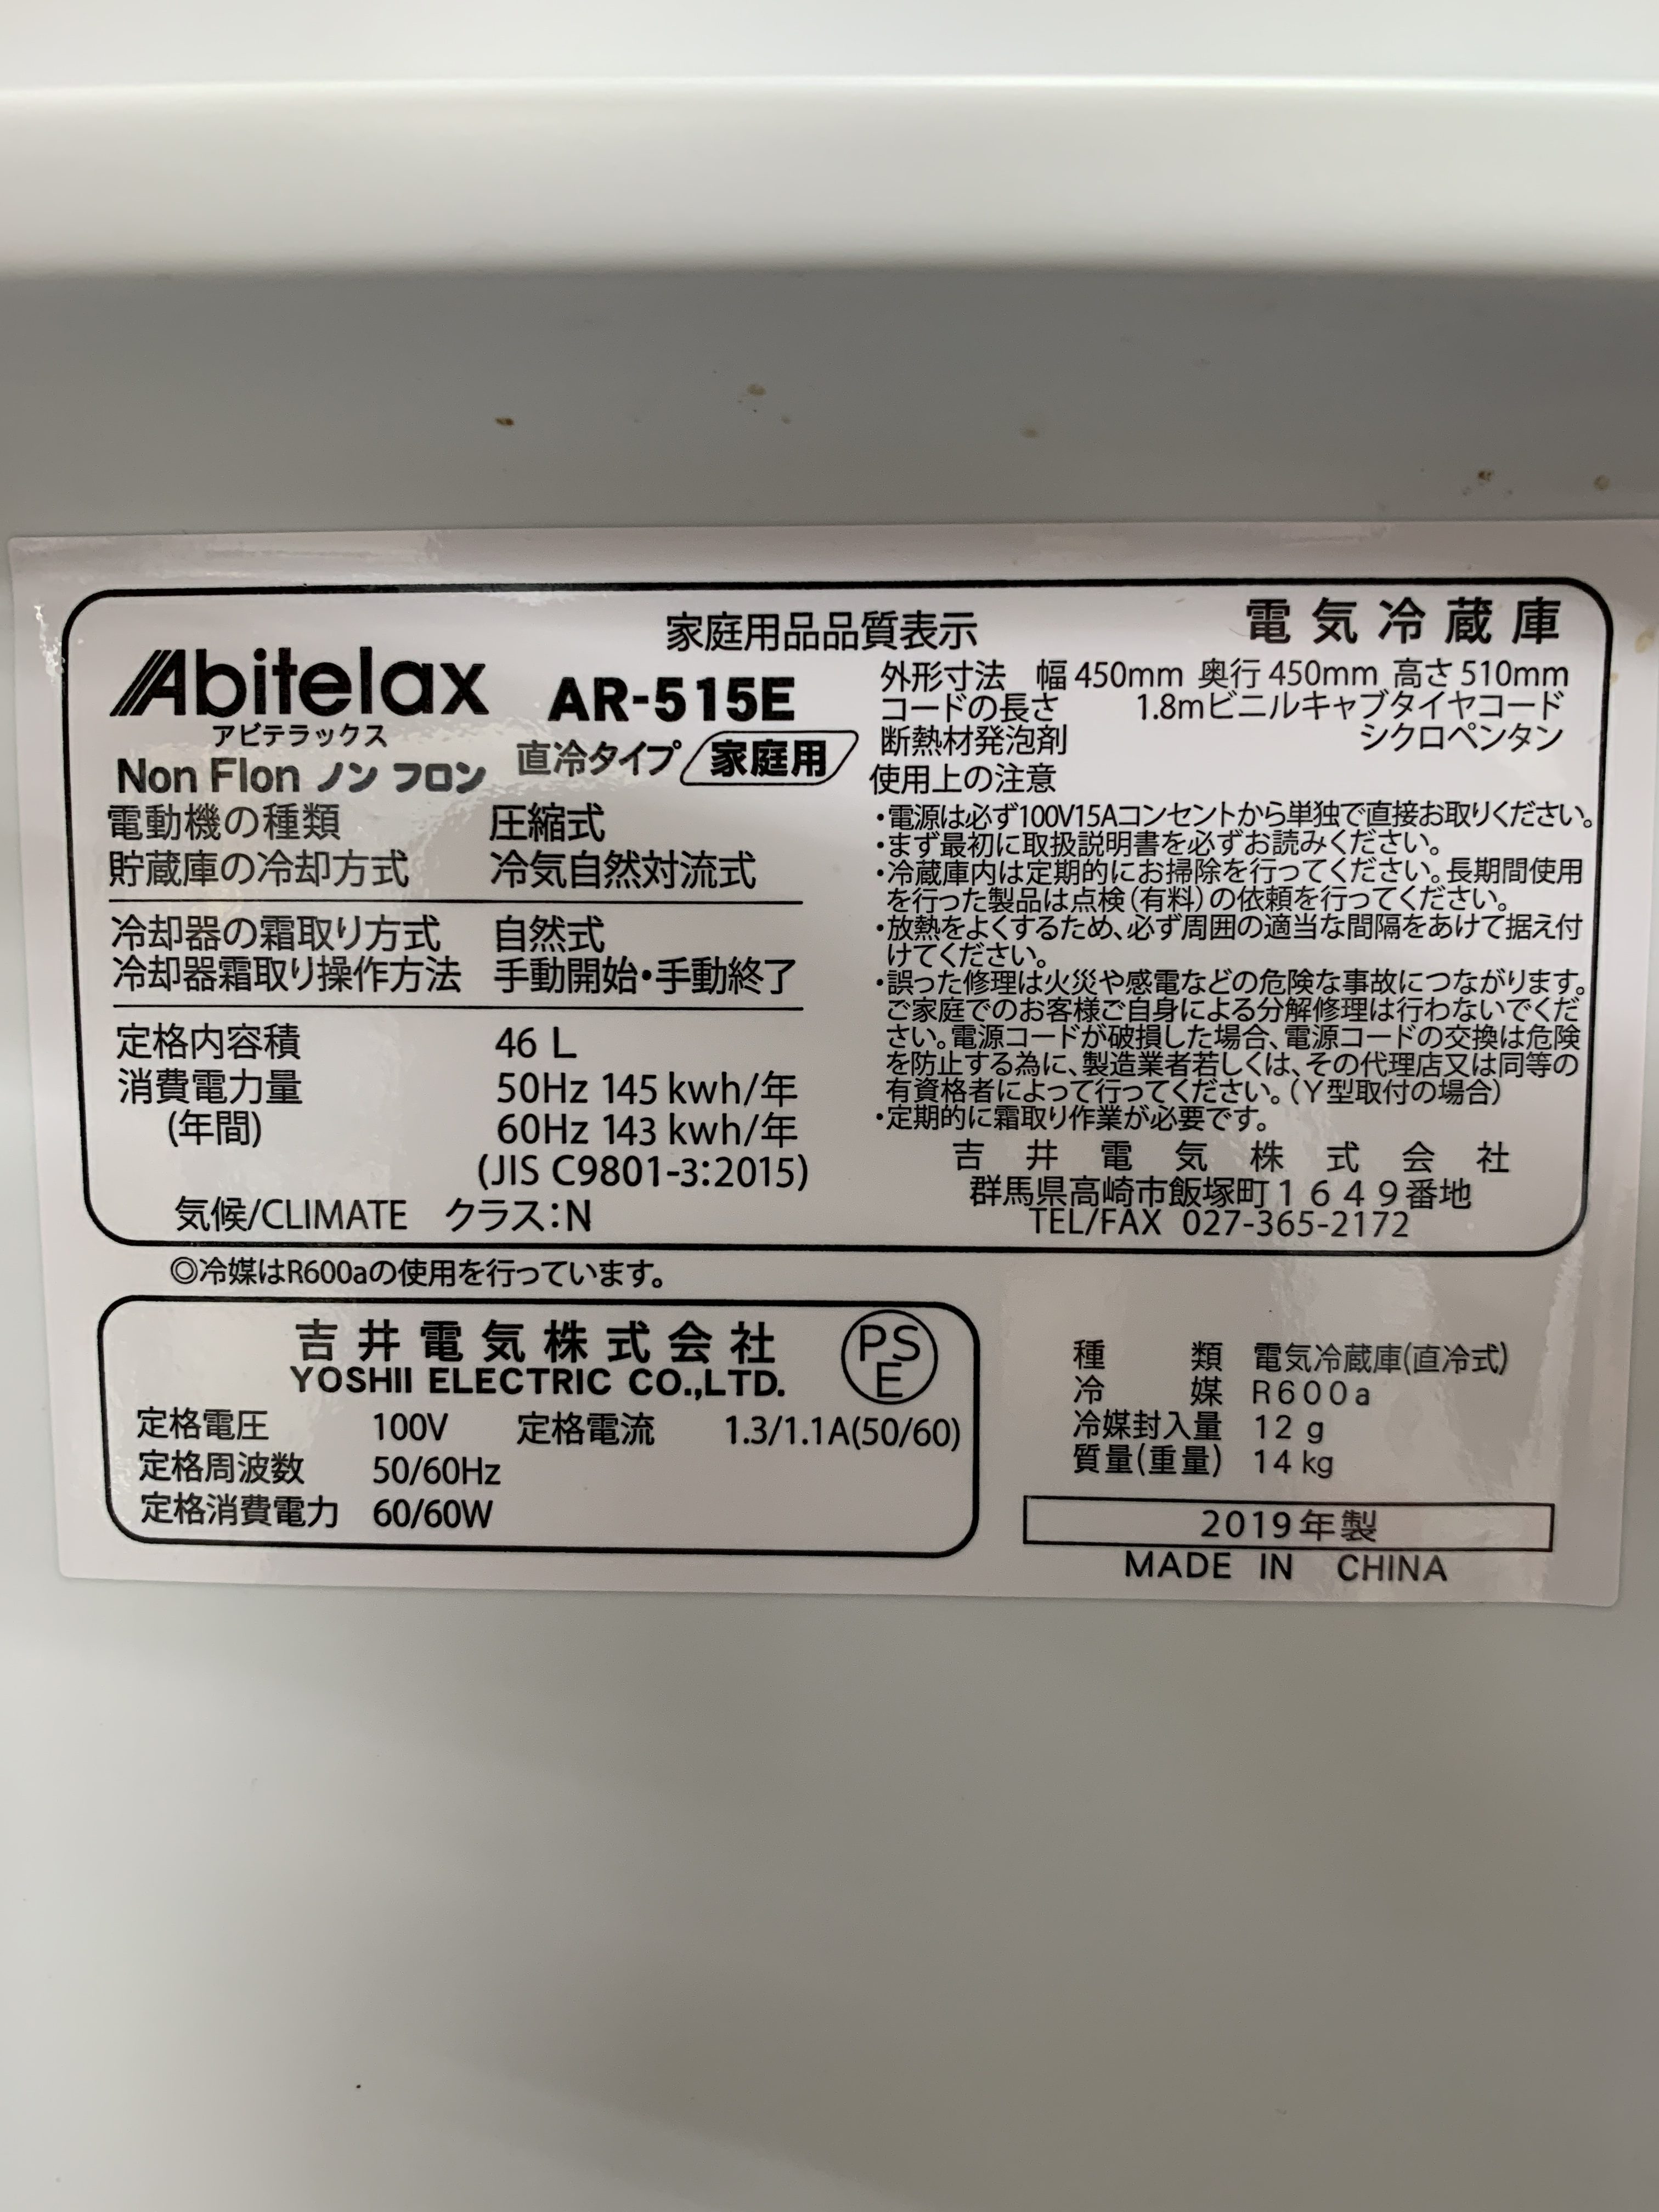 家庭用品品質表示
電気冷蔵庫
Abitelax
アビテラックス
AR-515E
Non Flon ノンフロン
直冷タイプ 家庭用
電動機の種類 圧縮式
貯蔵庫の冷却方式 冷気自然対流式
冷却器の霜取り方式 自然式
冷却器霜取り操作方法 手動開始・手動終了
定格内容積 46 L
消費電力量 50Hz 145 kwh/年
(年間) 60Hz 143 kwh/年
(JIS C9801-3:2015)
気候/CLIMATE クラス:N
外形寸法 幅450mm 奥行450mm 高さ510mm
コードの長さ 1.8mビニルキャブタイヤコード
断熱材発泡剤 シクロペンタン
使用上の注意
・電源は必ず100V15Aコンセントから単独で直接お取りください。
・まず最初に取扱説明書を必ずお読みください。
・冷蔵庫内は定期的にお掃除を行ってください。長期間使用
を行った製品は点検(有料)の依頼を行ってください。
・放熱をよくするため、必ず周囲の適当な間隔をあけて据え付
けてください。
・誤った修理は火災や感電などの危険な事故につながります。
ご家庭でのお客様ご自身による分解修理は行わないでくだ
さい。電源コードが破損した場合、電源コードの交換は危険
を防止する為に、製造業者若しくは、その代理店又は同等の
有資格者によって行ってください。(Y型取付の場合)
・定期的に霜取り作業が必要です。
吉井電気株式会社
群馬県高崎市飯塚町1649番地
TEL/FAX 027-365-2172
◎冷媒はR600aの使用を行っています。
吉井電気株式会社
YOSHII ELECTRIC CO.,LTD.
PS
E
定格電圧 100V 定格電流 1.3/1.1A(50/60)
定格周波数 50/60Hz
定格消費電力 60/60W
種類 電気冷蔵庫(直冷式)
冷媒 R600a
冷媒封入量 12 g
質量(重量) 14 kg
2019年製
MADE IN CHINA